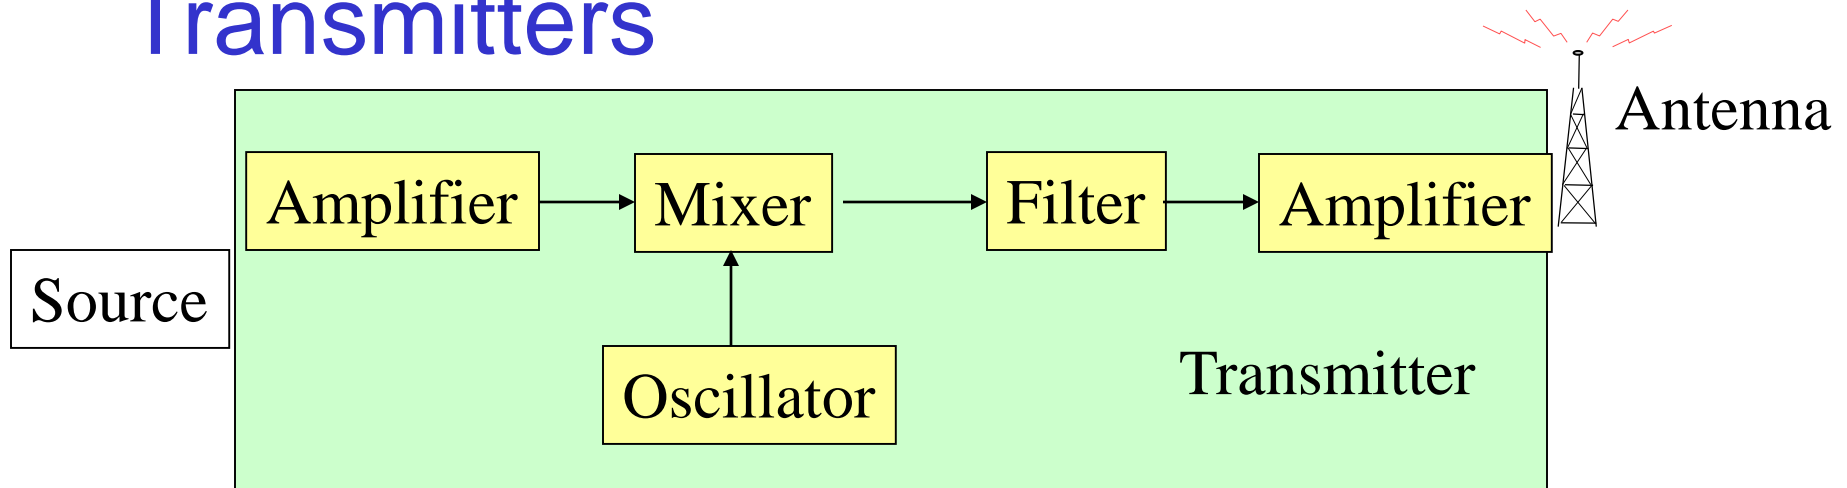 Transmitters
Antenna
Amplifier
Mixer
Filter
Amplifier
Source
Oscillator
Transmitter